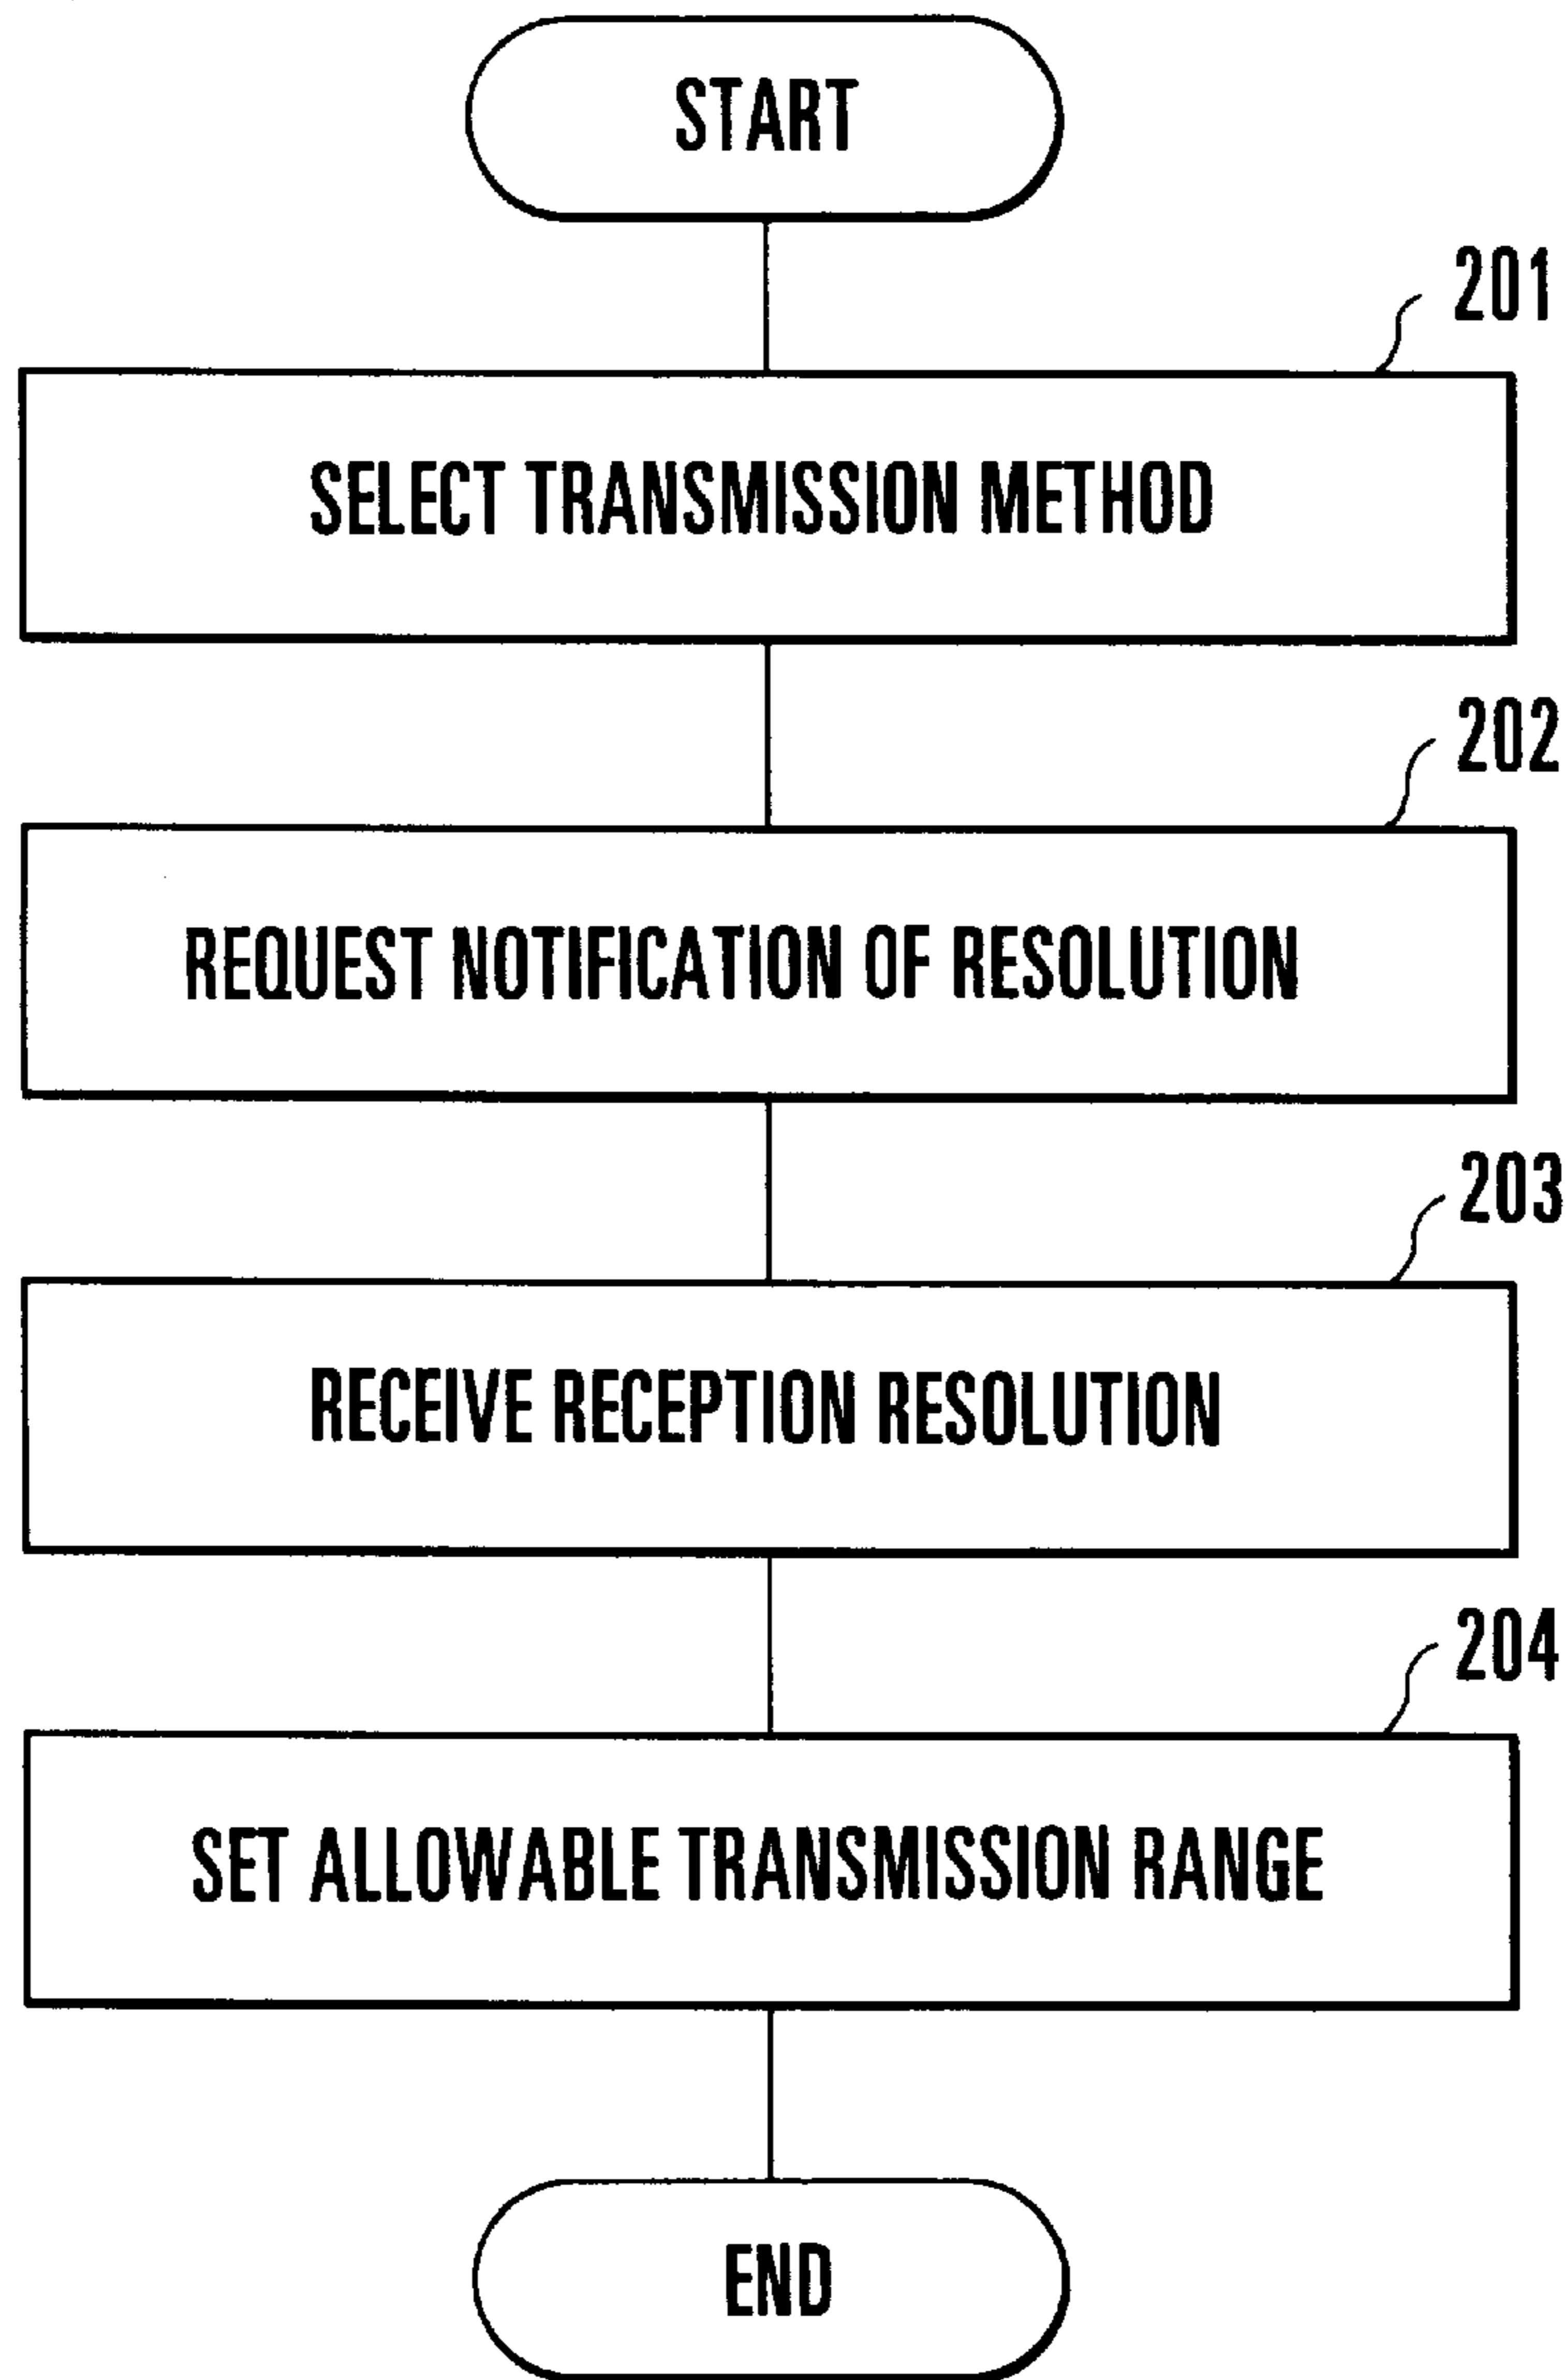 START
201
SELECT TRANSMISSION METHOD
202
REQUEST NOTIFICATION OF RESOLUTION
203
RECEIVE RECEPTION RESOLUTION
204
SET ALLOWABLE TRANSMISSION RANGE
END